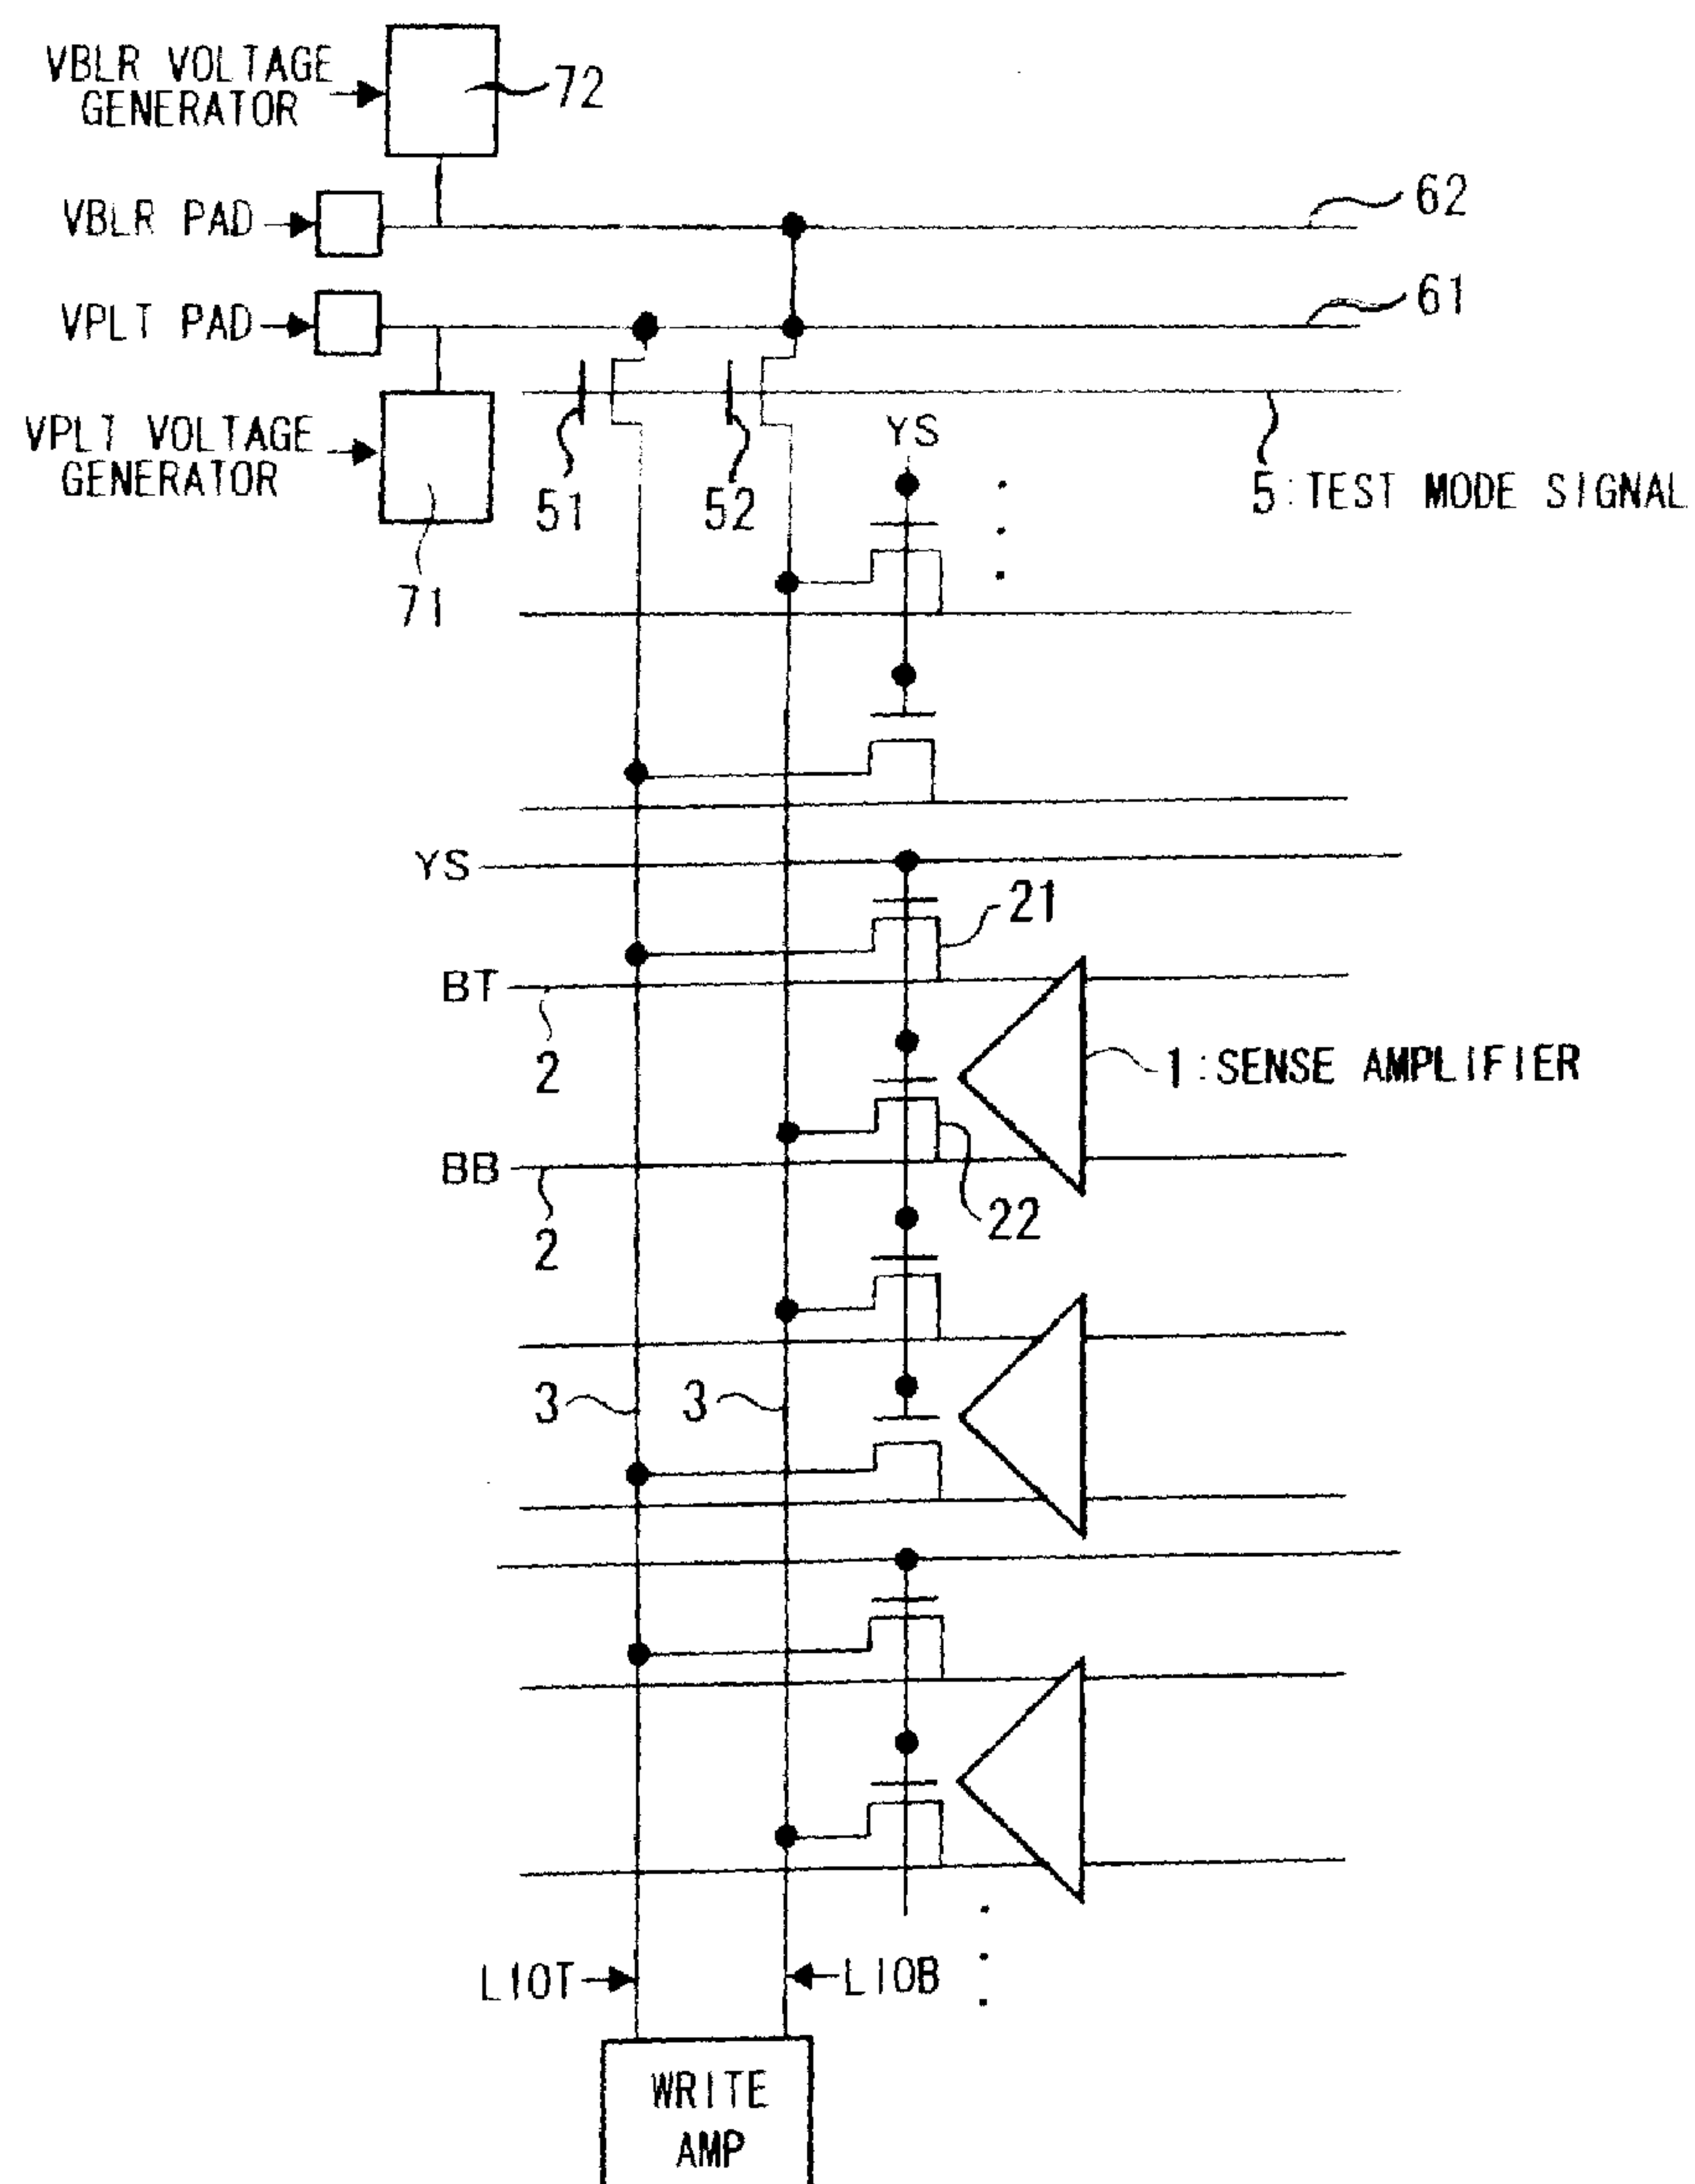 VBLR VOLTAGE
GENERATOR
72
VBLR PAD
62
VPLT PAD
61
VPLT VOLTAGE
GENERATOR
71
51
52
YS
5:TEST MODE SIGNAL
YS
21
BT
2
1:SENSE AMPLIFIER
BB
2
22
3
3
LIOT
LIOB
WRITE
AMP